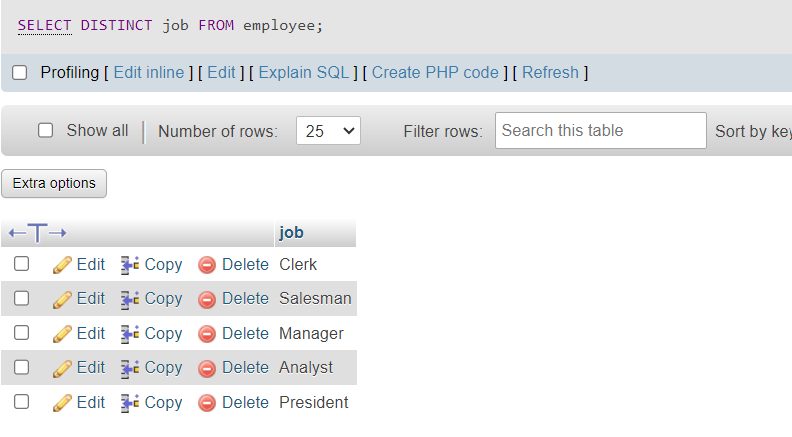 SELECT DISTINCT job FROM employee;
Profiling [ Edit inline ] [ Edit ] [ Explain SQL ] [ Create PHP code ] [ Refresh ]
Show all Number of rows: 25 Filter rows: Search this table Sort by key
Extra options
job
Edit Copy Delete Clerk
Edit Copy Delete Salesman
Edit Copy Delete Manager
Edit Copy Delete Analyst
Edit Copy Delete President